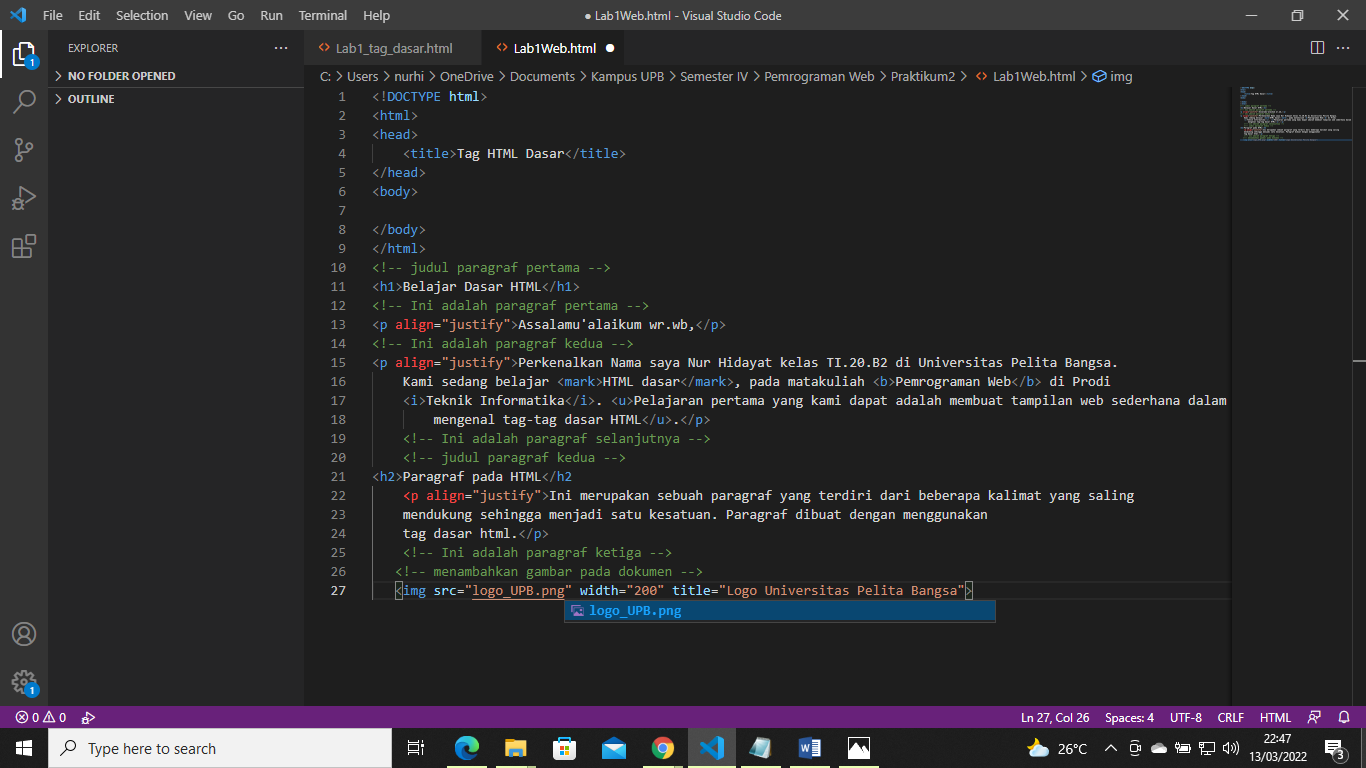 File Edit Selection View Go Run Terminal Help
● Lab1Web.html - Visual Studio Code
EXPLORER
NO FOLDER OPENED
OUTLINE
1
1
Lab1_tag_dasar.html
Lab1Web.html
C: > Users > nurhi > OneDrive > Documents > Kampus UPB > Semester IV > Pemrograman Web > Praktikum2 > Lab1Web.html > img
1 <!DOCTYPE html>
2 <html>
3 <head>
4 <title>Tag HTML Dasar</title>
5 </head>
6 <body>
7
8 </body>
9 </html>
10 <!-- judul paragraf pertama -->
11 <h1>Belajar Dasar HTML</h1>
12 <!-- Ini adalah paragraf pertama -->
13 <p align="justify">Assalamu'alaikum wr.wb,</p>
14 <!-- Ini adalah paragraf kedua -->
15 <p align="justify">Perkenalkan Nama saya Nur Hidayat kelas TI.20.B2 di Universitas Pelita Bangsa.
16 Kami sedang belajar <mark>HTML dasar</mark>, pada matakuliah <b>Pemrograman Web</b> di Prodi
17 <i>Teknik Informatika</i>. <u>Pelajaran pertama yang kami dapat adalah membuat tampilan web sederhana dalam
18 mengenal tag-tag dasar HTML</u>.</p>
19 <!-- Ini adalah paragraf selanjutnya -->
20 <!-- judul paragraf kedua -->
21 <h2>Paragraf pada HTML</h2
22 <p align="justify">Ini merupakan sebuah paragraf yang terdiri dari beberapa kalimat yang saling
23 mendukung sehingga menjadi satu kesatuan. Paragraf dibuat dengan menggunakan
24 tag dasar html.</p>
25 <!-- Ini adalah paragraf ketiga -->
26 <!-- menambahkan gambar pada dokumen -->
27 <img src="logo_UPB.png" width="200" title="Logo Universitas Pelita Bangsa">
logo_UPB.png
0 0
Ln 27, Col 26 Spaces: 4 UTF-8 CRLF HTML
Type here to search
26°C
22:47
13/03/2022
3